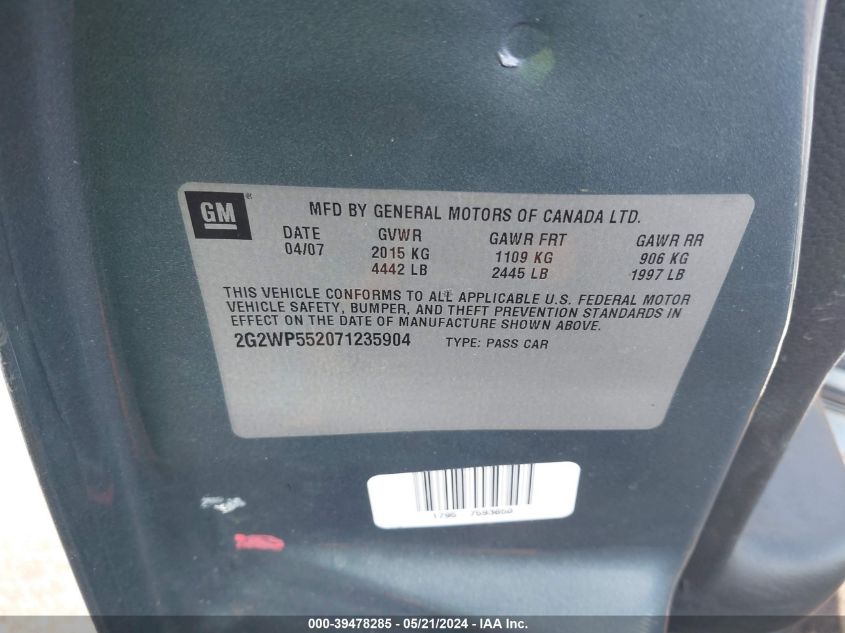 GM ®
MFD BY GENERAL MOTORS OF CANADA LTD.
DATE GVWR GAWR FRT GAWR RR
04/07 2015 KG 1109 KG 906 KG
4442 LB 2445 LB 1997 LB
THIS VEHICLE CONFORMS TO ALL APPLICABLE U.S. FEDERAL MOTOR
VEHICLE SAFETY, BUMPER, AND THEFT PREVENTION STANDARDS IN
EFFECT ON THE DATE OF MANUFACTURE SHOWN ABOVE.
2G2WP552071235904 TYPE: PASS CAR
000-39478285 - 05/21/2024 - IAA Inc.